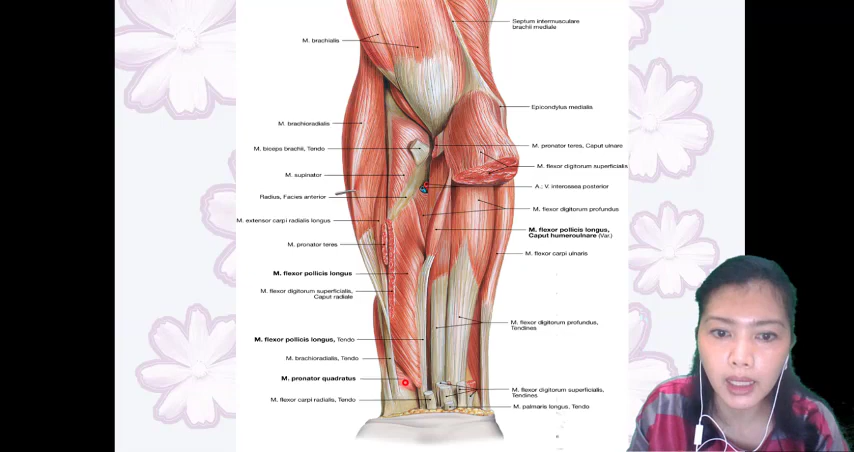 Septum intermusculare
brachii mediale
M. brachialis
Epicondylus medialis
M. brachioradialis
M. pronator teres, Caput ulnare
M. biceps brachii, Tendo
M. flexor digitorum superficialis
M. supinator
A.; V. interossea posterior
Radius, Facies anterior
M. flexor digitorum profundus
M. extensor carpi radialis longus
M. flexor pollicis longus,
Caput humeroulnare (Var.)
M. pronator teres
M. flexor carpi ulnaris
M. flexor pollicis longus
M. flexor digitorum superficialis,
Caput radiale
M. flexor digitorum profundus,
Tendines
M. flexor pollicis longus, Tendo
M. brachioradialis, Tendo
M. pronator quadratus
M. flexor digitorum superficialis,
Tendines
M. flexor carpi radialis, Tendo
M. palmaris longus, Tendo